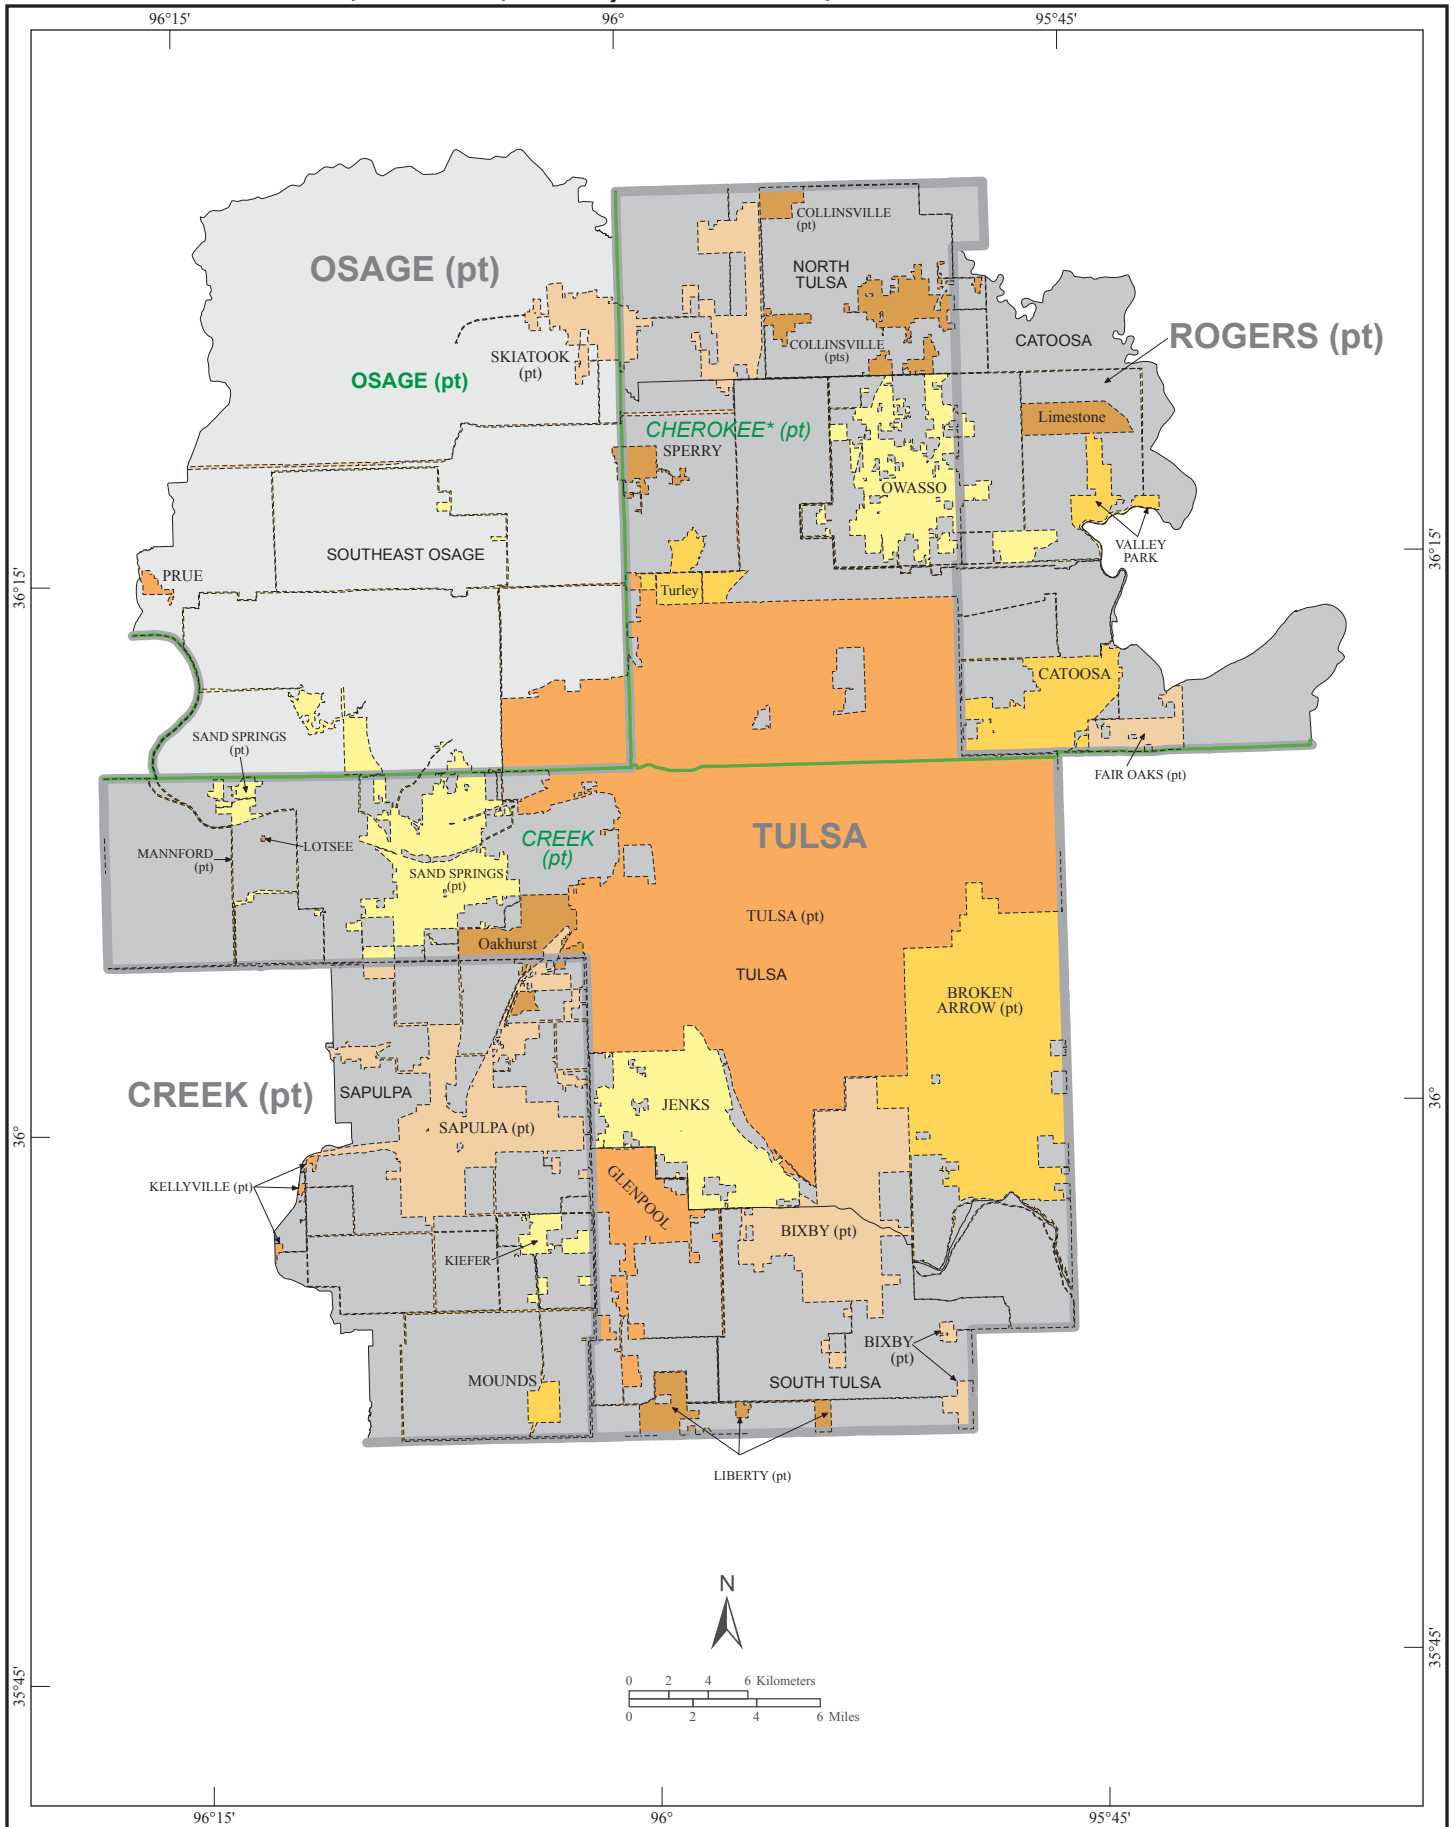 96°15'
96°
95°45'
COLLINSVILLE
(pt)
OSAGE (pt)
NORTH
TULSA
CATOOSA
ROGERS (pt)
COLLINSVILLE
(pts)
SKIATOOK
(pt)
OSAGE (pt)
Limestone
CHEROKEE* (pt)
SPERRY
OWASSO
VALLEY
PARK
SOUTHEAST OSAGE
36°15'
36°15'
PRUE
Turley
CATOOSA
SAND SPRINGS
(pt)
FAIR OAKS (pt)
TULSA
CREEK
(pt)
LOTSEE
MANNFORD
(pt)
SAND SPRINGS
(pt)
TULSA (pt)
Oakhurst
TULSA
BROKEN
ARROW (pt)
CREEK (pt)
SAPULPA
JENKS
36°
36°
SAPULPA (pt)
KELLYVILLE (pt)
GLENPOOL
BIXBY (pt)
KIEFER
BIXBY
(pt)
MOUNDS
SOUTH TULSA
LIBERTY (pt)
N
35°45'
35°45'
0 2 4 6 Kilometers
0 2 4 6 Miles
96°15'
96°
95°45'